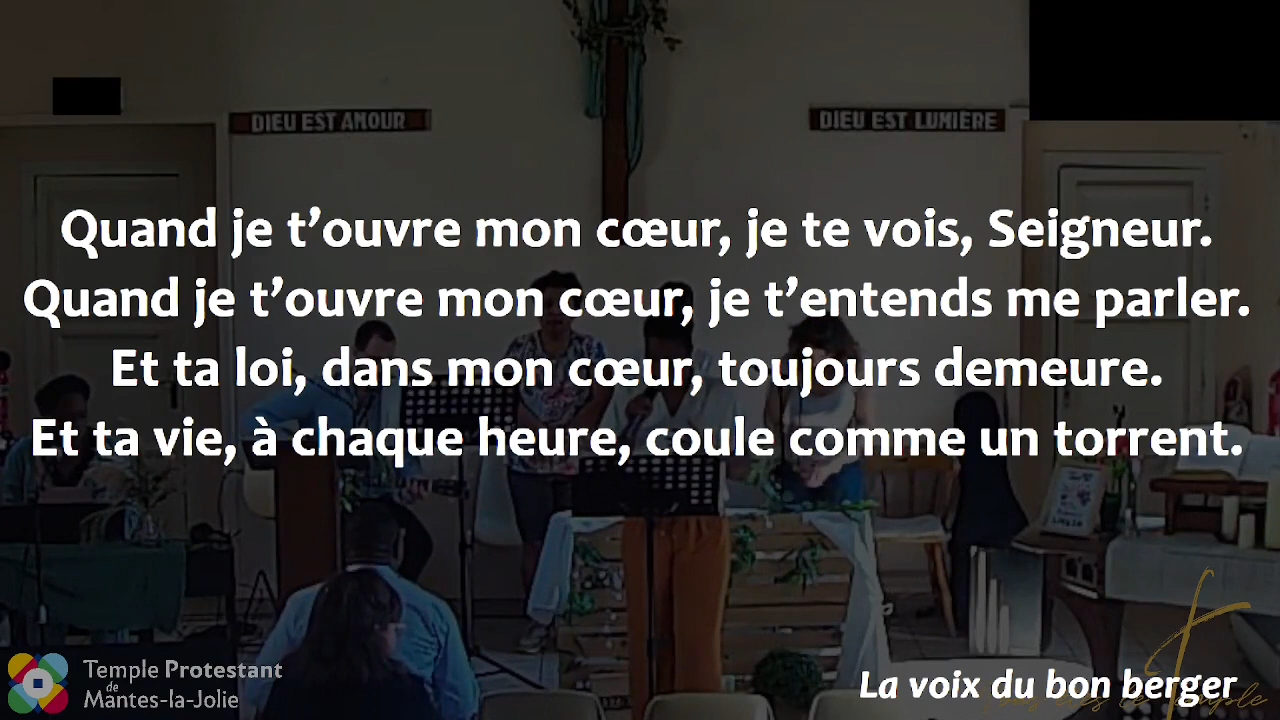 DIEU EST AMOUR
DIEU EST LUMIÈRE
Quand je t’ouvre mon cœur, je te vois, Seigneur.
Quand je t’ouvre mon cœur, je t’entends me parler.
Et ta loi, dans mon cœur, toujours demeure.
Et ta vie, à chaque heure, coule comme un torrent.
Temple Protestant
de
Mantes-la-Jolie
La voix du bon berger